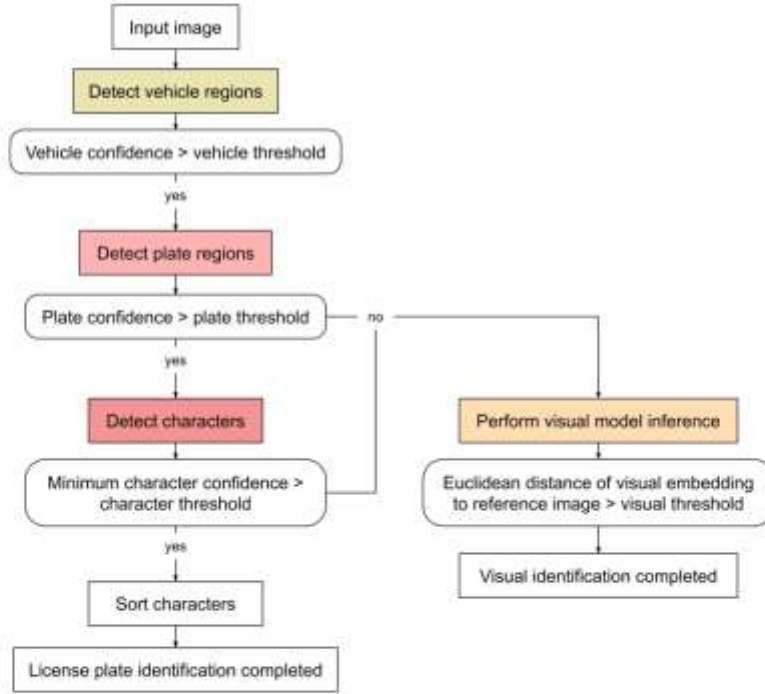 Input image
Detect vehicle regions
Vehicle confidence > vehicle threshold
yes
Detect plate regions
Plate confidence > plate threshold
no
yes
Detect characters
Perform visual model inference
Minimum character confidence >
character threshold
Euclidean distance of visual embedding
to reference image > visual threshold
yes
Visual identification completed
Sort characters
License plate identification completed